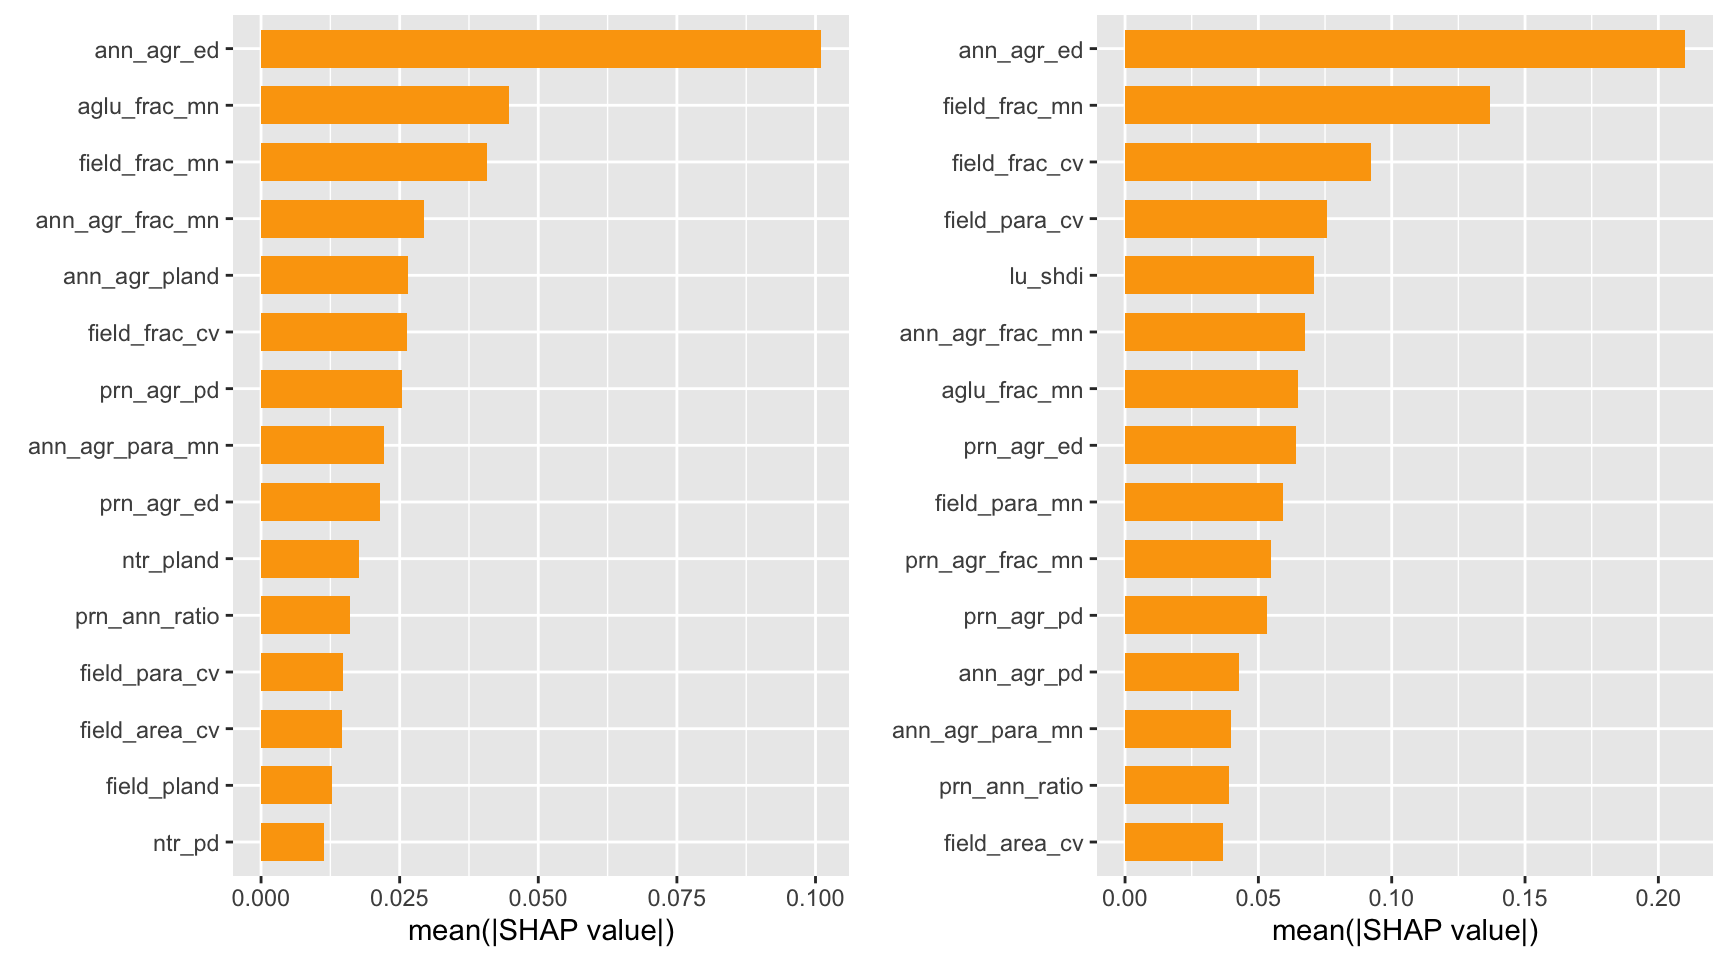 ann_agr_ed
aglu_frac_mn
field_frac_mn
ann_agr_frac_mn
ann_agr_pland
field_frac_cv
prn_agr_pd
ann_agr_para_mn
prn_agr_ed
ntr_pland
prn_ann_ratio
field_para_cv
field_area_cv
field_pland
ntr_pd
0.000 0.025 0.050 0.075 0.100
mean(|SHAP value|)
ann_agr_ed
field_frac_mn
field_frac_cv
field_para_cv
lu_shdi
ann_agr_frac_mn
aglu_frac_mn
prn_agr_ed
field_para_mn
prn_agr_frac_mn
prn_agr_pd
ann_agr_pd
ann_agr_para_mn
prn_ann_ratio
field_area_cv
0.00 0.05 0.10 0.15 0.20
mean(|SHAP value|)